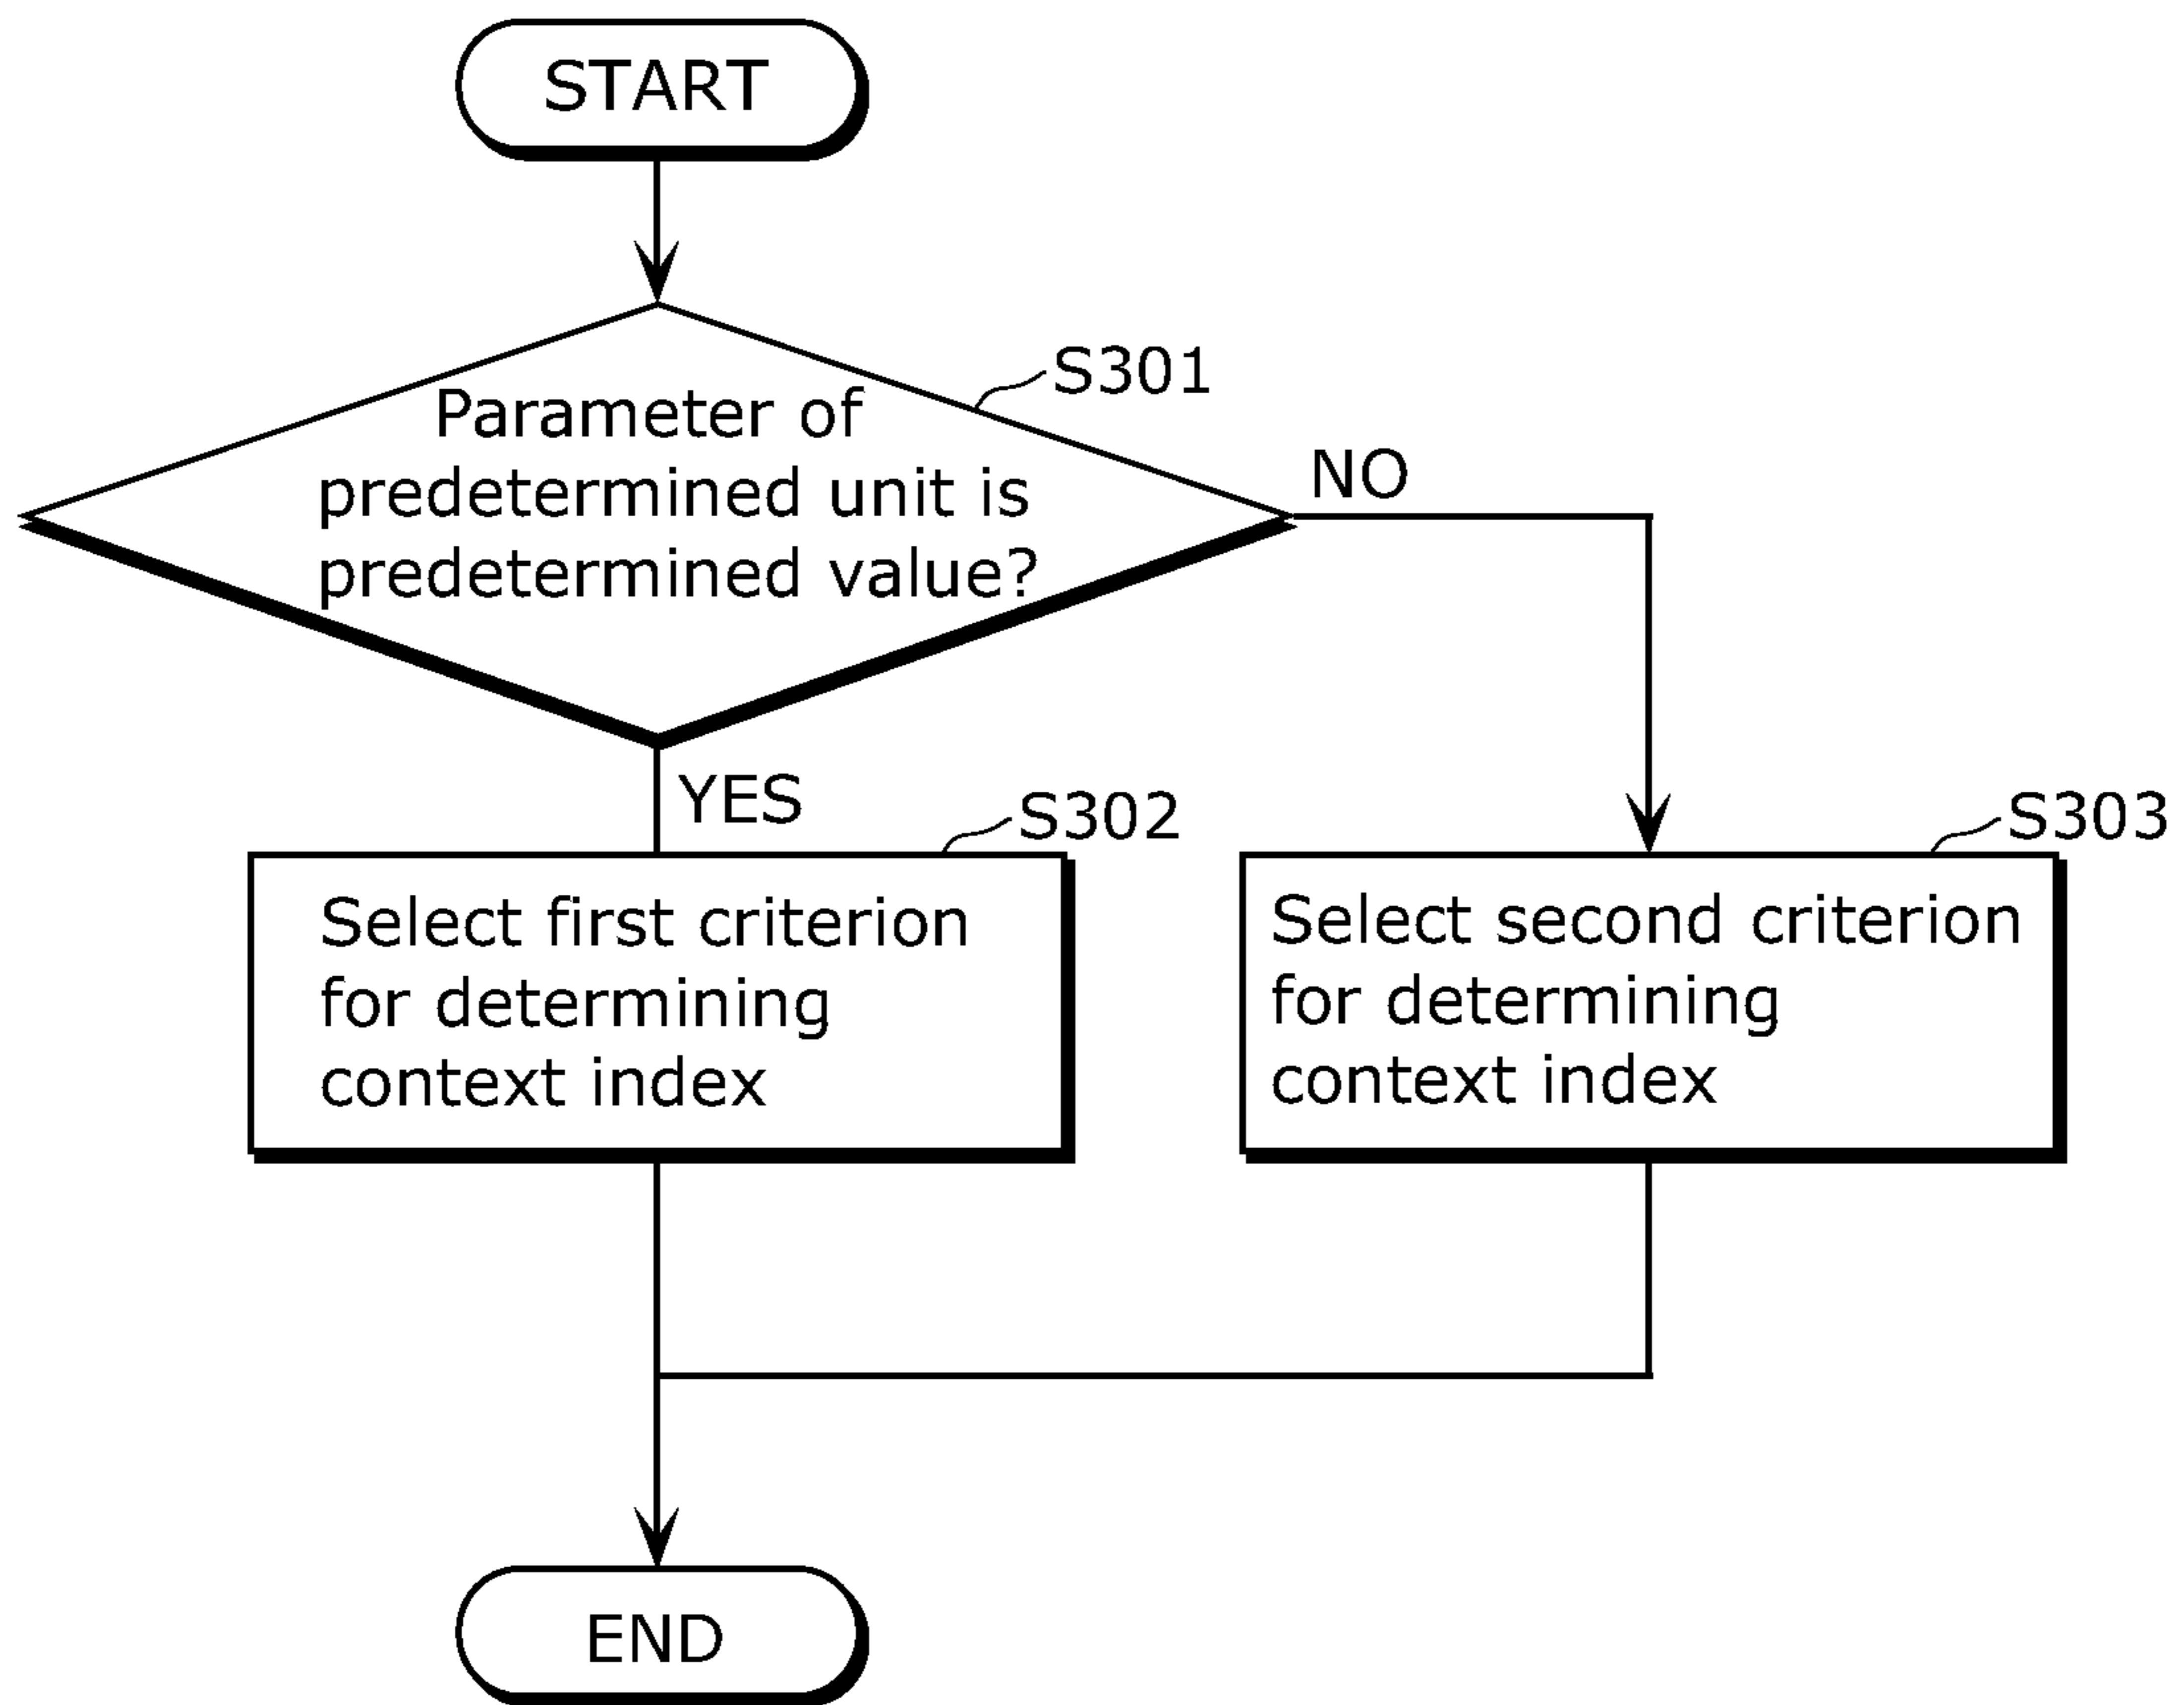 START
S301
Parameter of
predetermined unit is
predetermined value?
NO
YES
S302
Select first criterion
for determining
context index
S303
Select second criterion
for determining
context index
END